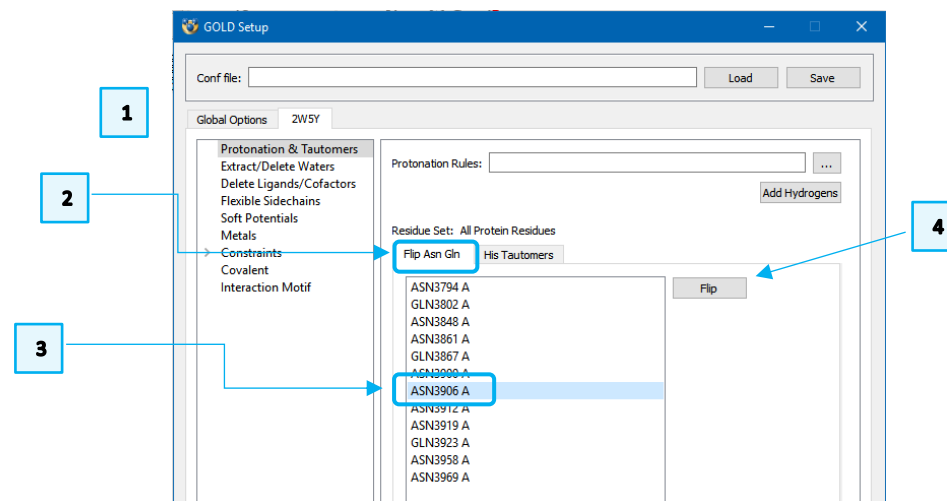 GOLD Setup
Conf file:
Load
Save
1
Global Options
2W5Y
Protonation & Tautomers
Extract/Delete Waters
Delete Ligands/Cofactors
Flexible Sidechains
Soft Potentials
Metals
Constraints
Covalent
Interaction Motif
Protonation Rules:
...
Add Hydrogens
2
Residue Set: All Protein Residues
4
Flip Asn Gln
His Tautomers
ASN3794 A
Flip
GLN3802 A
ASN3848 A
ASN3861 A
3
GLN3867 A
ASN3906 A
ASN3912 A
ASN3919 A
GLN3923 A
ASN3958 A
ASN3969 A